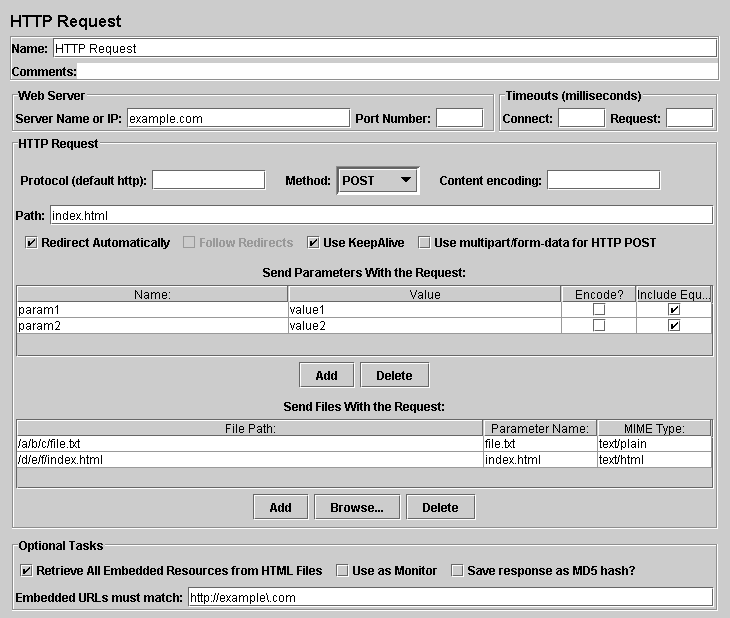 HTTP Request
Name: HTTP Request
Comments:
Web Server
Timeouts (milliseconds)
Server Name or IP: example.com Port Number:
Connect: Request:
HTTP Request
Protocol (default http): Method: POST Content encoding:
Path: index.html
Redirect Automatically Follow Redirects Use KeepAlive Use multipart/form-data for HTTP POST
Send Parameters With the Request:
Name: Value Encode? Include Equ...
param1 value1
param2 value2
Add Delete
Send Files With the Request:
File Path: Parameter Name: MIME Type:
/a/b/c/file.txt file.txt text/plain
/d/e/f/index.html index.html text/html
Add Browse... Delete
Optional Tasks
Retrieve All Embedded Resources from HTML Files Use as Monitor Save response as MD5 hash?
Embedded URLs must match: http://example\.com